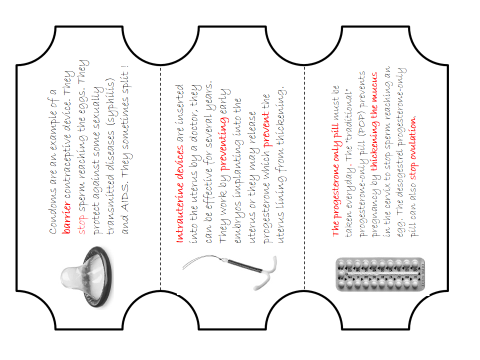 Condoms are an example of a
barrier contraceptive device. They
stop sperm reaching the eggs. They
protect against some sexually
transmitted diseases (syphilis)
and AIDS. They sometimes split !
Intrauterine devices are inserted
into the uterus by a doctor, they
can be effective for several years.
They work by preventing early
embryos implanting into the
uterus or they may release
progesterone which prevent the
uterus lining from thickening.
The progesterone only pill must be
taken everyday. The "traditional"
progesterone-only pill (POP) prevents
pregnancy by thickening the mucus
in the cervix to stop sperm reaching an
egg. The desogestrel progesterone-only
pill can also stop ovulation.